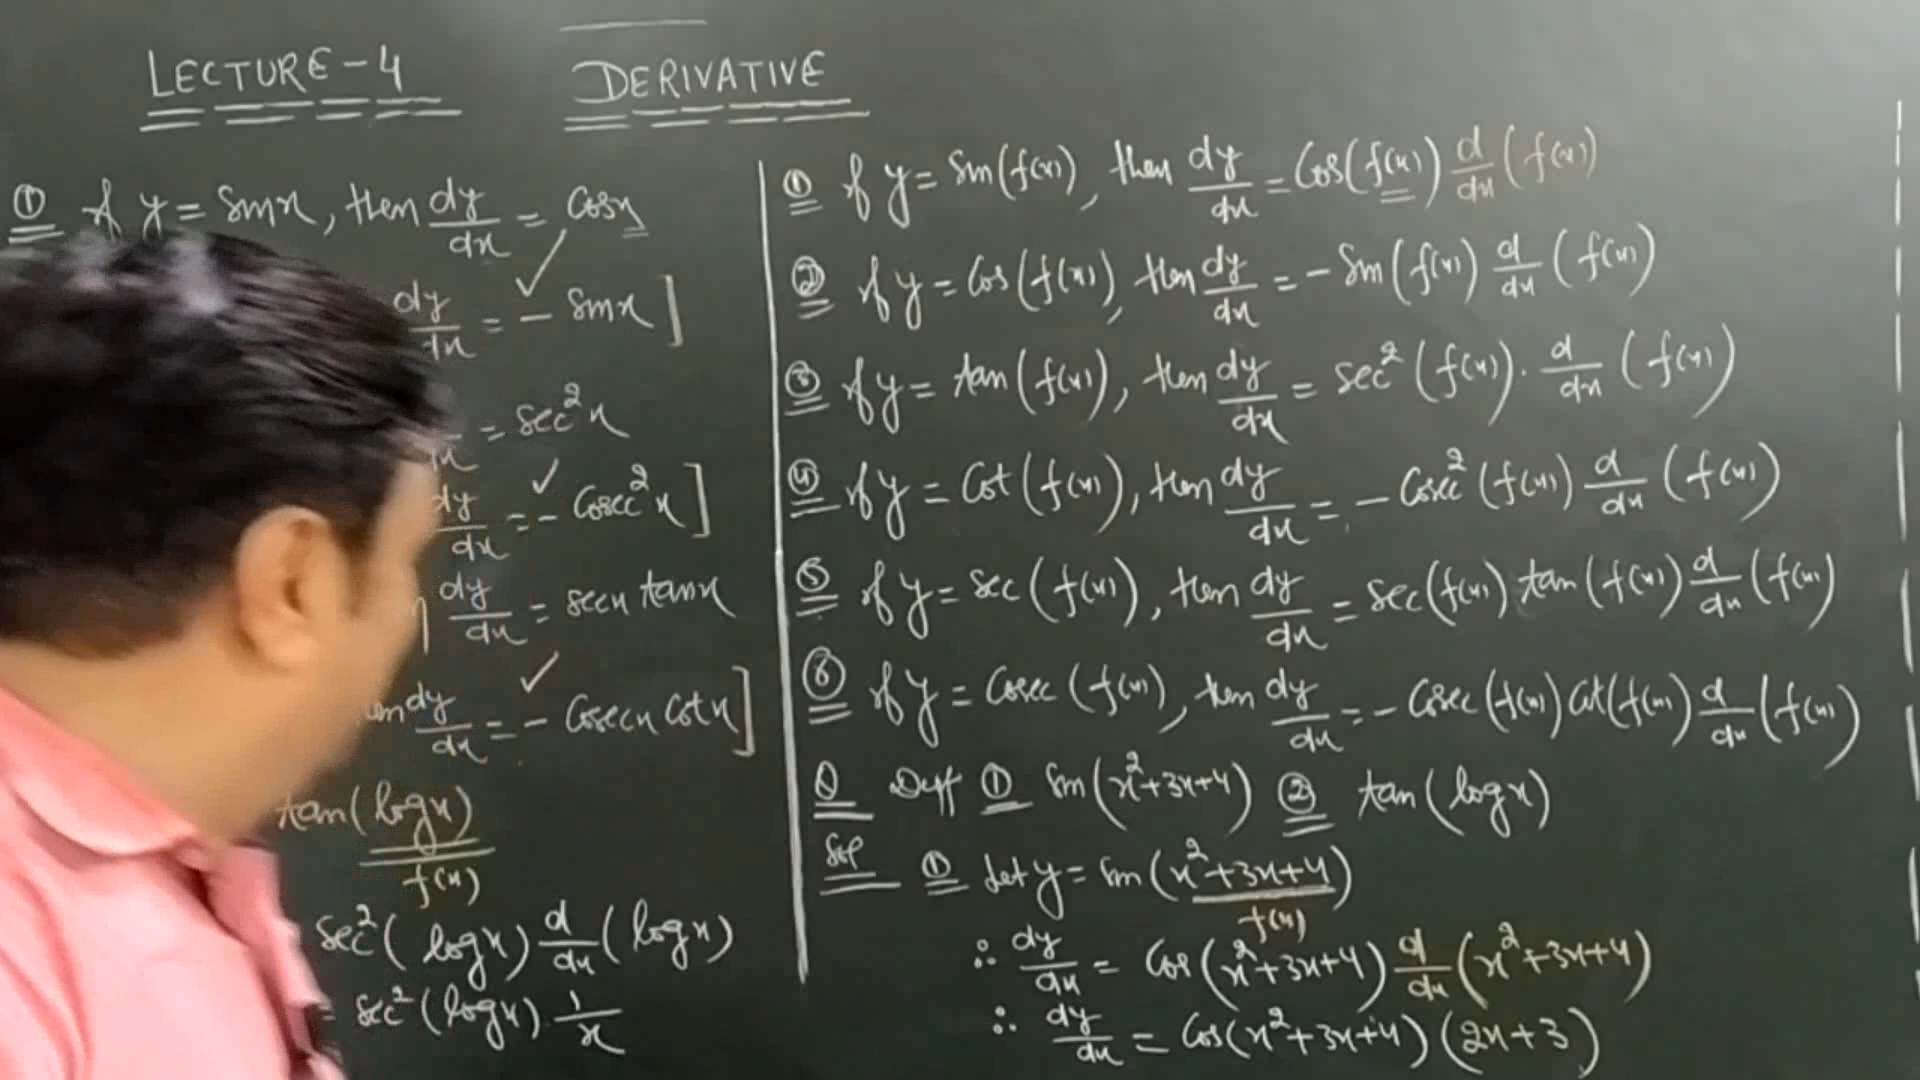 LECTURE-4 DERIVATIVE
① If y = Sinx, then dy/dx = Cosx
dy/dx = - Sinx]
= Sec²x
dy/dx = - Cosec²x]
dy/dx = secx tanx
dy/dx = - Cosecx Cotx]
tan(logx)
f(x)
Sec²(logx) d/dx (logx)
= Sec²(logx) . 1/x
① If y = Sin(f(x)), then dy/dx = Cos(f(x)) d/dx (f(x))
② If y = Cos(f(x)), then dy/dx = - Sin(f(x)) d/dx (f(x))
③ If y = tan(f(x)), then dy/dx = sec²(f(x)) . d/dx (f(x))
④ If y = Cot(f(x)), then dy/dx = - Cosec²(f(x)) d/dx (f(x))
⑤ If y = sec(f(x)), then dy/dx = sec(f(x)) tan(f(x)) d/dx (f(x))
⑥ If y = Cosec(f(x)), then dy/dx = - Cosec(f(x)) Cot(f(x)) d/dx (f(x))
Q Diff ① Sin(x²+3x+4) ② tan(logx)
Sol ① Let y = Sin(x²+3x+4)
f(x)
∴ dy/dx = Cos(x²+3x+4) d/dx (x²+3x+4)
∴ dy/dx = Cos(x²+3x+4) (2x+3)